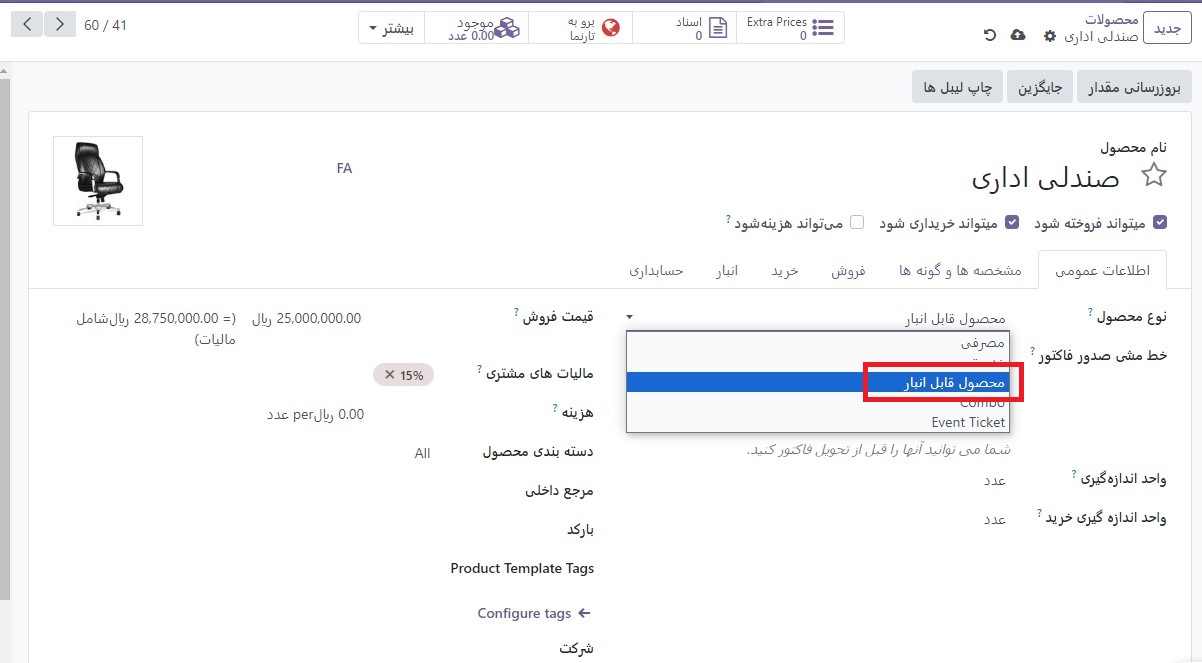 جدید
محصولات
صندلی اداری
Extra Prices
0
اسناد
0
برو به
تارنما
موجود
0.00 عدد
بیشتر
60 / 41
بروزرسانی مقدار
جایگزین
چاپ لیبل ها
نام محصول
صندلی اداری
FA
میتواند فروخته شود
میتواند خریداری شود
می‌تواند هزینه‌شود ?
اطلاعات عمومی
مشخصه ها و گونه ها
فروش
خرید
انبار
حسابداری
نوع محصول ?
محصول قابل انبار
مصرفی
محصول قابل انبار
Combo
Event Ticket
خط مشی صدور فاکتور ?
شما می توانید آنها را قبل از تحویل فاکتور کنید.
واحد اندازه‌گیری ?
عدد
واحد اندازه گیری خرید ?
عدد
قیمت فروش ?
25,000,000.00 ریال
(= 28,750,000.00 ریال‌شامل
مالیات)
مالیات های مشتری ?
15% ×
هزینه ?
0.00 ریال‌per عدد
دسته بندی محصول
All
مرجع داخلی
بارکد
Product Template Tags
Configure tags
شرکت